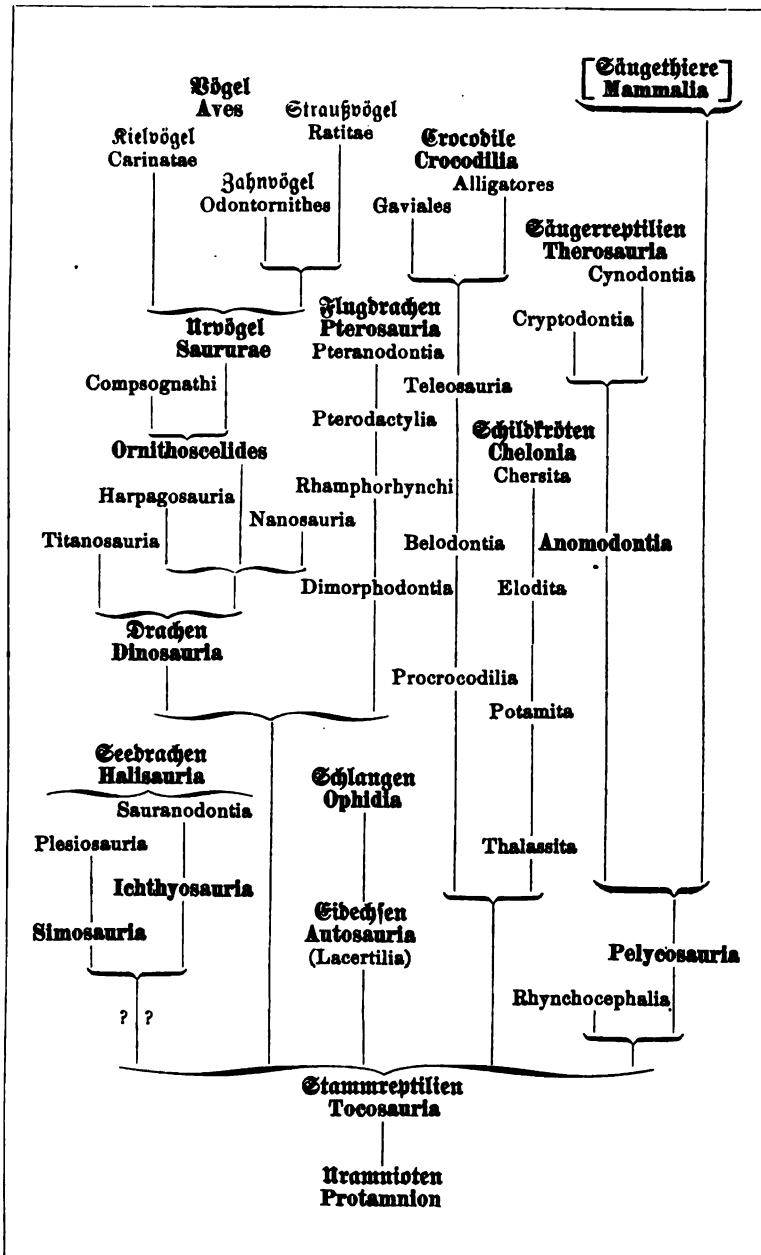 [Säugethiere]
Mammalia
Vögel
Aves
Straußvögel
Ratitae
Kielvögel
Carinatae
Crocodile
Crocodilia
Zahnvögel
Odontornithes
Alligatores
Gaviales
Säugerreptilien
Therosauria
Cynodontia
Flugdrachen
Pterosauria
Pteranodontia
Cryptodontia
Urvögel
Saururae
Compsognathi
Teleosauria
Pterodactylia
Schildkröten
Chelonia
Chersita
Ornithoscelides
Harpagosauria
Rhamphorhynchi
Nanosauria
Titanosauria
Belodontia
Anomodontia
Dimorphodontia
Elodita
Drachen
Dinosauria
Procrocodilia
Potamita
Seedrachen
Halisauria
Sauranodontia
Schlangen
Ophidia
Plesiosauria
Thalassita
Ichthyosauria
Simosauria
Eidechsen
Autosauria
(Lacertilia)
Pelycosauria
Rhynchocephalia
? ?
Stammreptilien
Tocosauria
Uramnioten
Protamnion